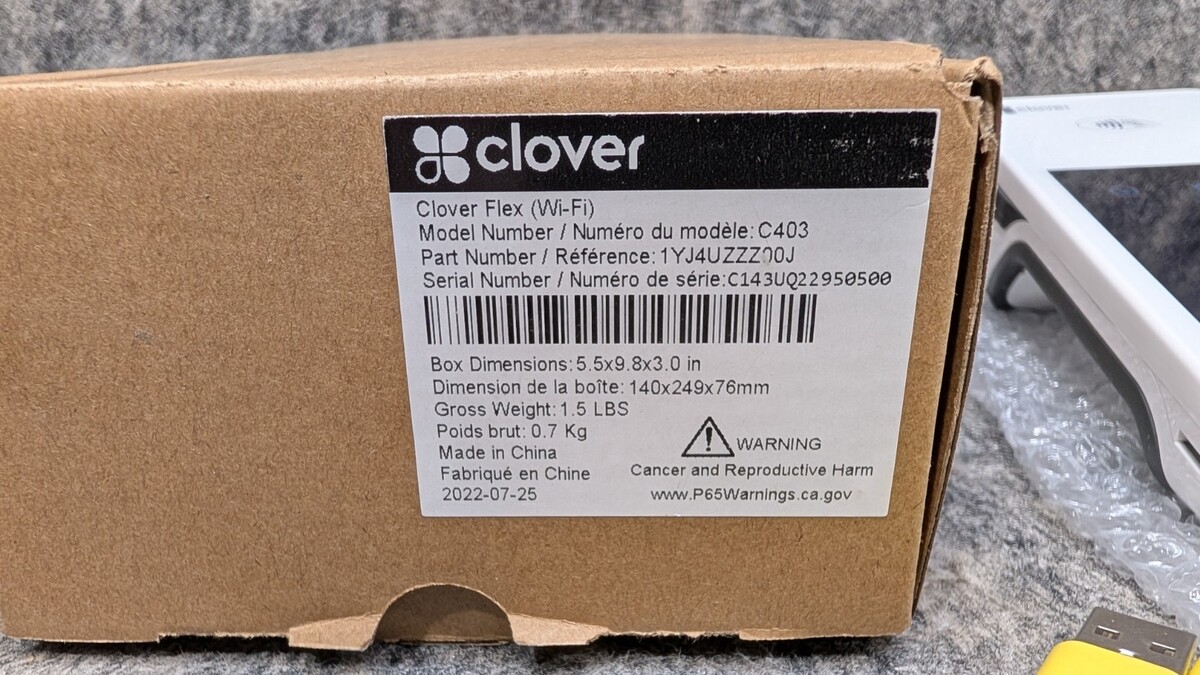 clover
Clover Flex (Wi-Fi)
Model Number / Numéro du modèle: C403
Part Number / Référence: 1YJ4UZZZ00J
Serial Number / Numéro de série: C143UQ22950500
Box Dimensions: 5.5x9.8x3.0 in
Dimension de la boîte: 140x249x76mm
Gross Weight: 1.5 LBS
Poids brut: 0.7 Kg
Made in China
Fabriqué en Chine
2022-07-25
WARNING
Cancer and Reproductive Harm
www.P65Warnings.ca.gov